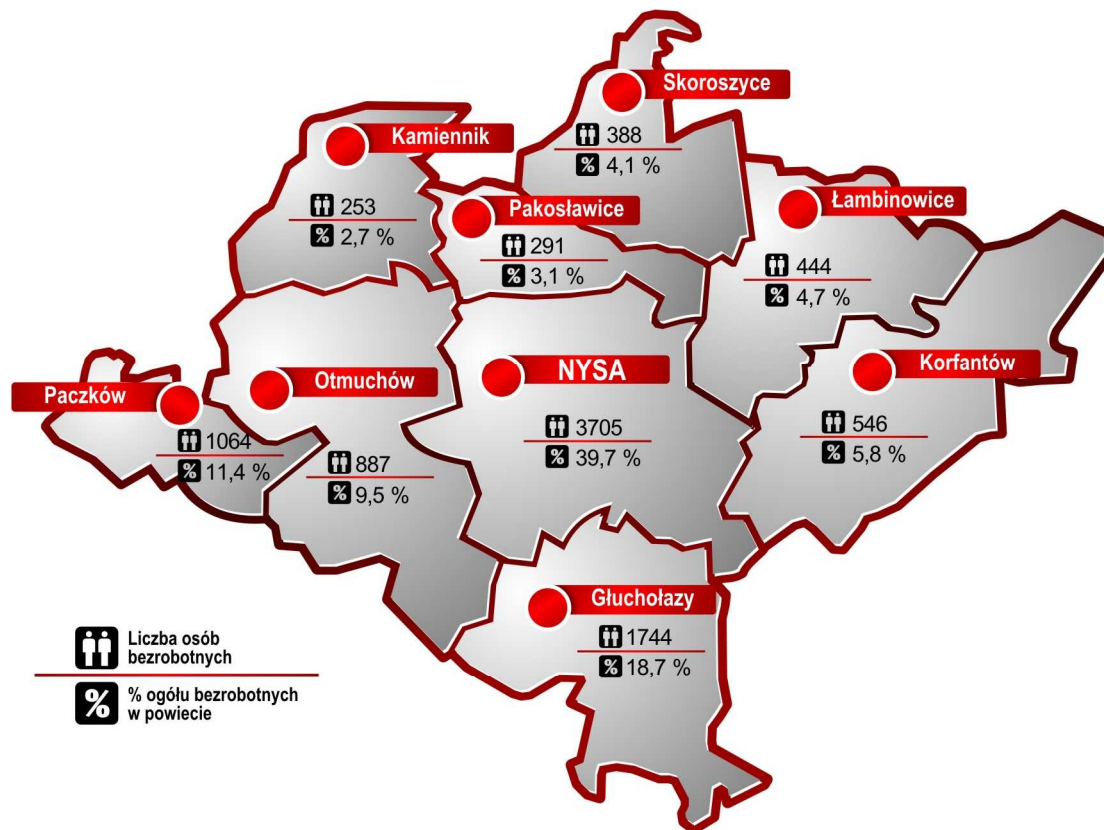 Skoroszyce
388
% 4,1 %
Kamiennik
253
% 2,7 %
Pakosławice
291
% 3,1 %
Łambinowice
444
% 4,7 %
Paczków
1064
% 11,4 %
Otmuchów
887
% 9,5 %
NYSA
3705
% 39,7 %
Korfantów
546
% 5,8 %
Głuchołazy
1744
% 18,7 %
Liczba osób
bezrobotnych
% % ogółu bezrobotnych
w powiecie